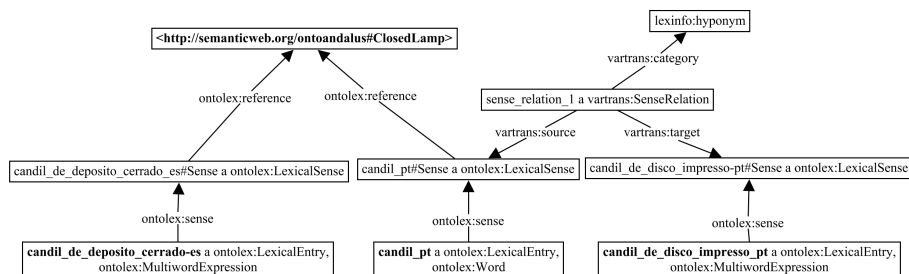 lexinfo:hyponym
<http://semanticweb.org/ontoandalus#ClosedLamp>
vartrans:category
ontolex:reference
ontolex:reference
sense_relation_1 a vartrans:SenseRelation
vartrans:source
vartrans:target
candil_de_deposito_cerrado_es#Sense a ontolex:LexicalSense
candil_pt#Sense a ontolex:LexicalSense
candil_de_disco_impresso-pt#Sense a ontolex:LexicalSense
ontolex:sense
ontolex:sense
ontolex:sense
candil_de_deposito_cerrado-es a ontolex:LexicalEntry,
ontolex:MultiwordExpression
candil_pt a ontolex:LexicalEntry,
ontolex:Word
candil_de_disco_impresso_pt a ontolex:LexicalEntry,
ontolex:MultiwordExpression